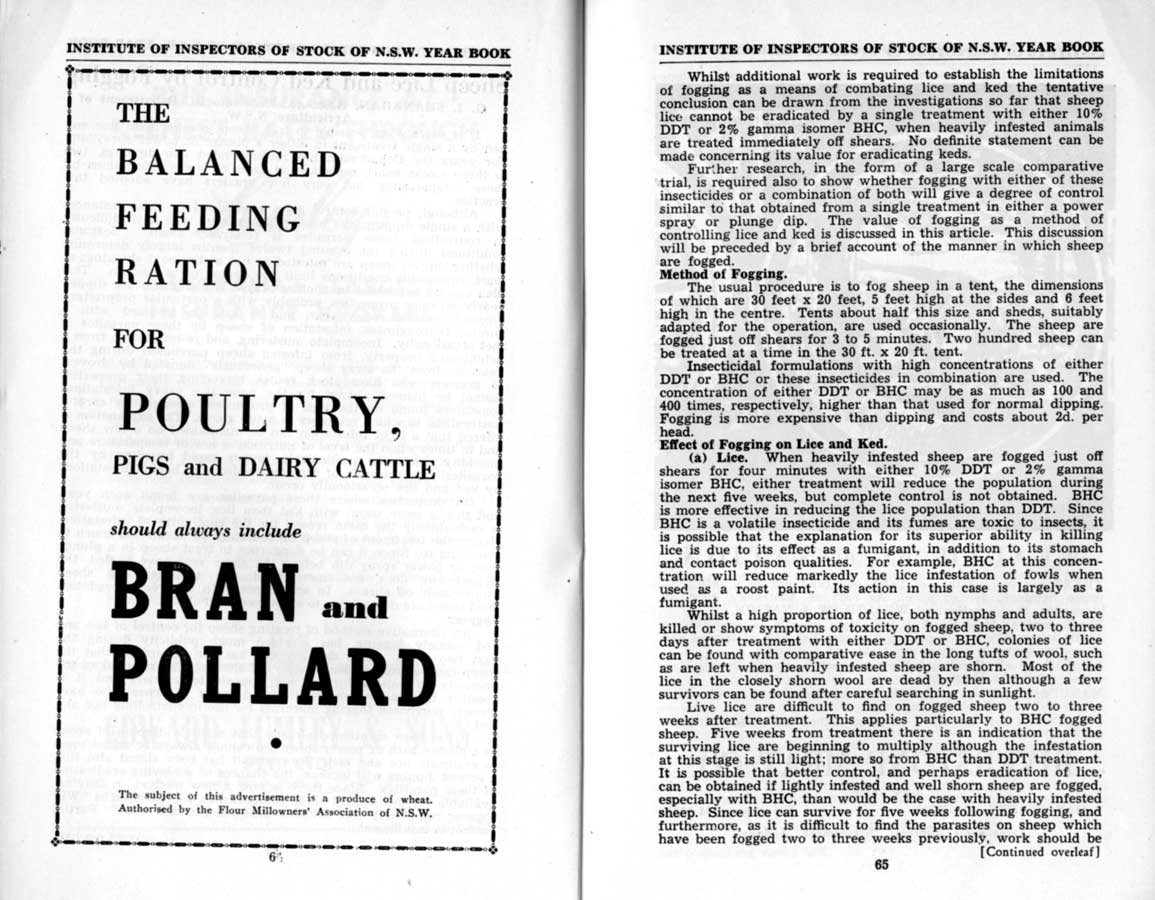 INSTITUTE OF INSPECTORS OF STOCK OF N.S.W. YEAR BOOK
THE
BALANCED
FEEDING
RATION
FOR
POULTRY,
PIGS and DAIRY CATTLE
should always include
BRAN and
POLLARD
The subject of this advertisement is a produce of wheat.
Authorised by the Flour Millowners' Association of N.S.W.
INSTITUTE OF INSPECTORS OF STOCK OF N.S.W. YEAR BOOK
Whilst additional work is required to establish the limitations
of fogging as a means of combating lice and ked the tentative
conclusion can be drawn from the investigations so far that sheep
lice cannot be eradicated by a single treatment with either 10%
DDT or 2% gamma isomer BHC, when heavily infested animals
are treated immediately off shears. No definite statement can be
made concerning its value for eradicating keds.
Further research, in the form of a large scale comparative
trial, is required also to show whether fogging with either of these
insecticides or a combination of both will give a degree of control
similar to that obtained from a single treatment in either a power
spray or plunge dip. The value of fogging as a method of
controlling lice and ked is discussed in this article. This discussion
will be preceded by a brief account of the manner in which sheep
are fogged.
Method of Fogging.
The usual procedure is to fog sheep in a tent, the dimensions
of which are 30 feet x 20 feet, 5 feet high at the sides and 6 feet
high in the centre. Tents about half this size and sheds, suitably
adapted for the operation, are used occasionally. The sheep are
fogged just off shears for 3 to 5 minutes. Two hundred sheep can
be treated at a time in the 30 ft. x 20 ft. tent.
Insecticidal formulations with high concentrations of either
DDT or BHC or these insecticides in combination are used. The
concentration of either DDT or BHC may be as much as 100 and
400 times, respectively, higher than that used for normal dipping.
Fogging is more expensive than dipping and costs about 2d. per
head.
Effect of Fogging on Lice and Ked.
(a) Lice. When heavily infested sheep are fogged just off
shears for four minutes with either 10% DDT or 2% gamma
isomer BHC, either treatment will reduce the population during
the next five weeks, but complete control is not obtained. BHC
is more effective in reducing the lice population than DDT. Since
BHC is a volatile insecticide and its fumes are toxic to insects, it
is possible that the explanation for its superior ability in killing
lice is due to its effect as a fumigant, in addition to its stomach
and contact poison qualities. For example, BHC at this concen-
tration will reduce markedly the lice infestation of fowls when
used as a roost paint. Its action in this case is largely as a
fumigant.
Whilst a high proportion of lice, both nymphs and adults, are
killed or show symptoms of toxicity on fogged sheep, two to three
days after treatment with either DDT or BHC, colonies of lice
can be found with comparative ease in the long tufts of wool, such
as are left when heavily infested sheep are shorn. Most of the
lice in the closely shorn wool are dead by then although a few
survivors can be found after careful searching in sunlight.
Live lice are difficult to find on fogged sheep two to three
weeks after treatment. This applies particularly to BHC fogged
sheep. Five weeks from treatment there is an indication that the
surviving lice are beginning to multiply although the infestation
at this stage is still light; more so from BHC than DDT treatment.
It is possible that better control, and perhaps eradication of lice,
can be obtained if lightly infested and well shorn sheep are fogged,
especially with BHC, than would be the case with heavily infested
sheep. Since lice can survive for five weeks following fogging, and
furthermore, as it is difficult to find the parasites on sheep which
have been fogged two to three weeks previously, work should be
[Continued overleaf]
65